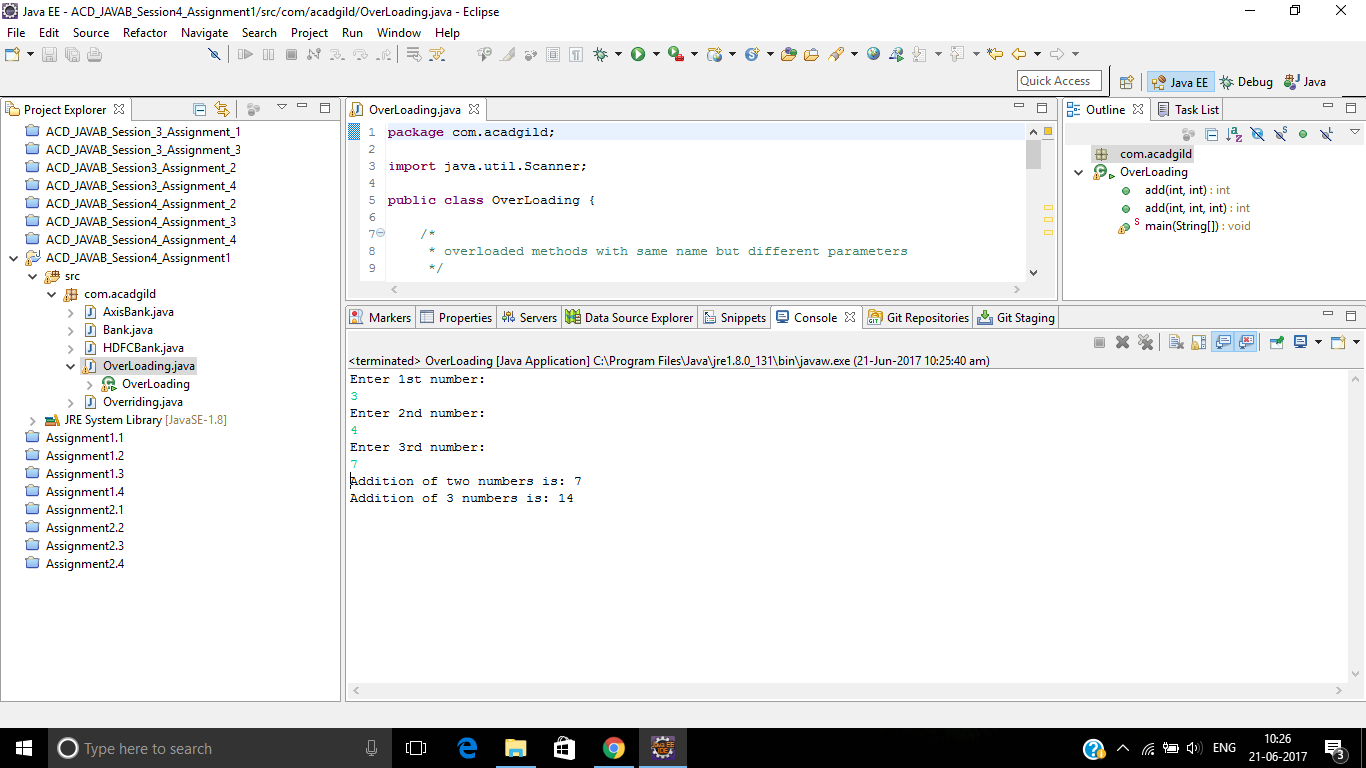 Java EE - ACD_JAVAB_Session4_Assignment1/src/com/acadgild/OverLoading.java - Eclipse
File Edit Source Refactor Navigate Search Project Run Window Help
Quick Access
Java EE
Debug
Java
Project Explorer
ACD_JAVAB_Session_3_Assignment_1
ACD_JAVAB_Session_3_Assignment_3
ACD_JAVAB_Session3_Assignment_2
ACD_JAVAB_Session3_Assignment_4
ACD_JAVAB_Session4_Assignment_2
ACD_JAVAB_Session4_Assignment_3
ACD_JAVAB_Session4_Assignment_4
ACD_JAVAB_Session4_Assignment1
src
com.acadgild
AxisBank.java
Bank.java
HDFCBank.java
OverLoading.java
OverLoading
Overriding.java
JRE System Library [JavaSE-1.8]
Assignment1.1
Assignment1.2
Assignment1.3
Assignment1.4
Assignment2.1
Assignment2.2
Assignment2.3
Assignment2.4
OverLoading.java
1 package com.acadgild;
2
3 import java.util.Scanner;
4
5 public class OverLoading {
6
7 /*
8 * overloaded methods with same name but different parameters
9 */
Outline Task List
com.acadgild
OverLoading
add(int, int) : int
add(int, int, int) : int
main(String[]) : void
Markers Properties Servers Data Source Explorer Snippets Console Git Repositories Git Staging
<terminated> OverLoading [Java Application] C:\Program Files\Java\jre1.8.0_131\bin\javaw.exe (21-Jun-2017 10:25:40 am)
Enter 1st number:
3
Enter 2nd number:
4
Enter 3rd number:
7
Addition of two numbers is: 7
Addition of 3 numbers is: 14
Type here to search
ENG
10:26
21-06-2017
3